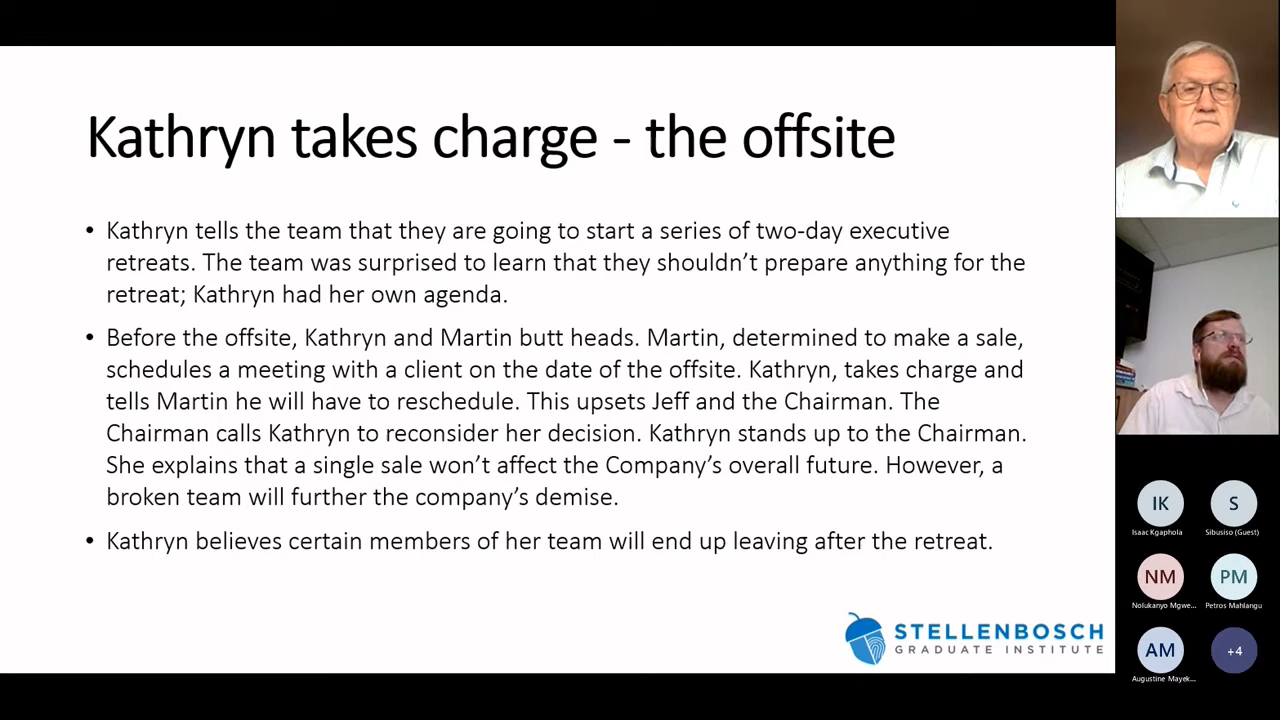 Kathryn takes charge - the offsite
• Kathryn tells the team that they are going to start a series of two-day executive
retreats. The team was surprised to learn that they shouldn't prepare anything for the
retreat; Kathryn had her own agenda.
• Before the offsite, Kathryn and Martin butt heads. Martin, determined to make a sale,
schedules a meeting with a client on the date of the offsite. Kathryn, takes charge and
tells Martin he will have to reschedule. This upsets Jeff and the Chairman. The
Chairman calls Kathryn to reconsider her decision. Kathryn stands up to the Chairman.
She explains that a single sale won't affect the Company's overall future. However, a
broken team will further the company's demise.
• Kathryn believes certain members of her team will end up leaving after the retreat.
STELLENBOSCH
GRADUATE INSTITUTE
IK
S
Isaac Kgaphola
Sibusiso (Guest)
NM
PM
Nolukanyo Mgwe...
Petros Mahlangu
AM
+4
Augustine Mayek...